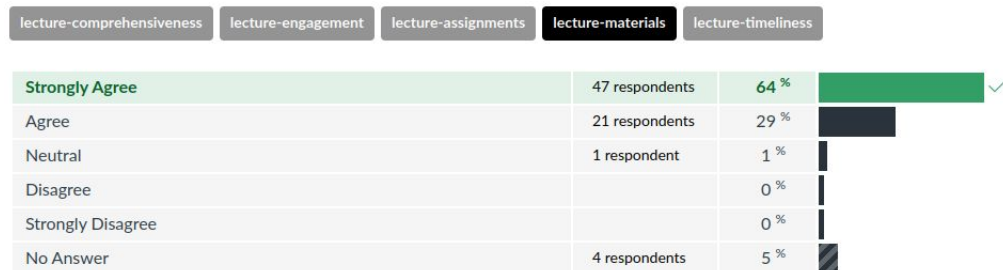 lecture-comprehensiveness lecture-engagement lecture-assignments lecture-materials lecture-timeliness
Strongly Agree 47 respondents 64 %
Agree 21 respondents 29 %
Neutral 1 respondent 1 %
Disagree 0 %
Strongly Disagree 0 %
No Answer 4 respondents 5 %